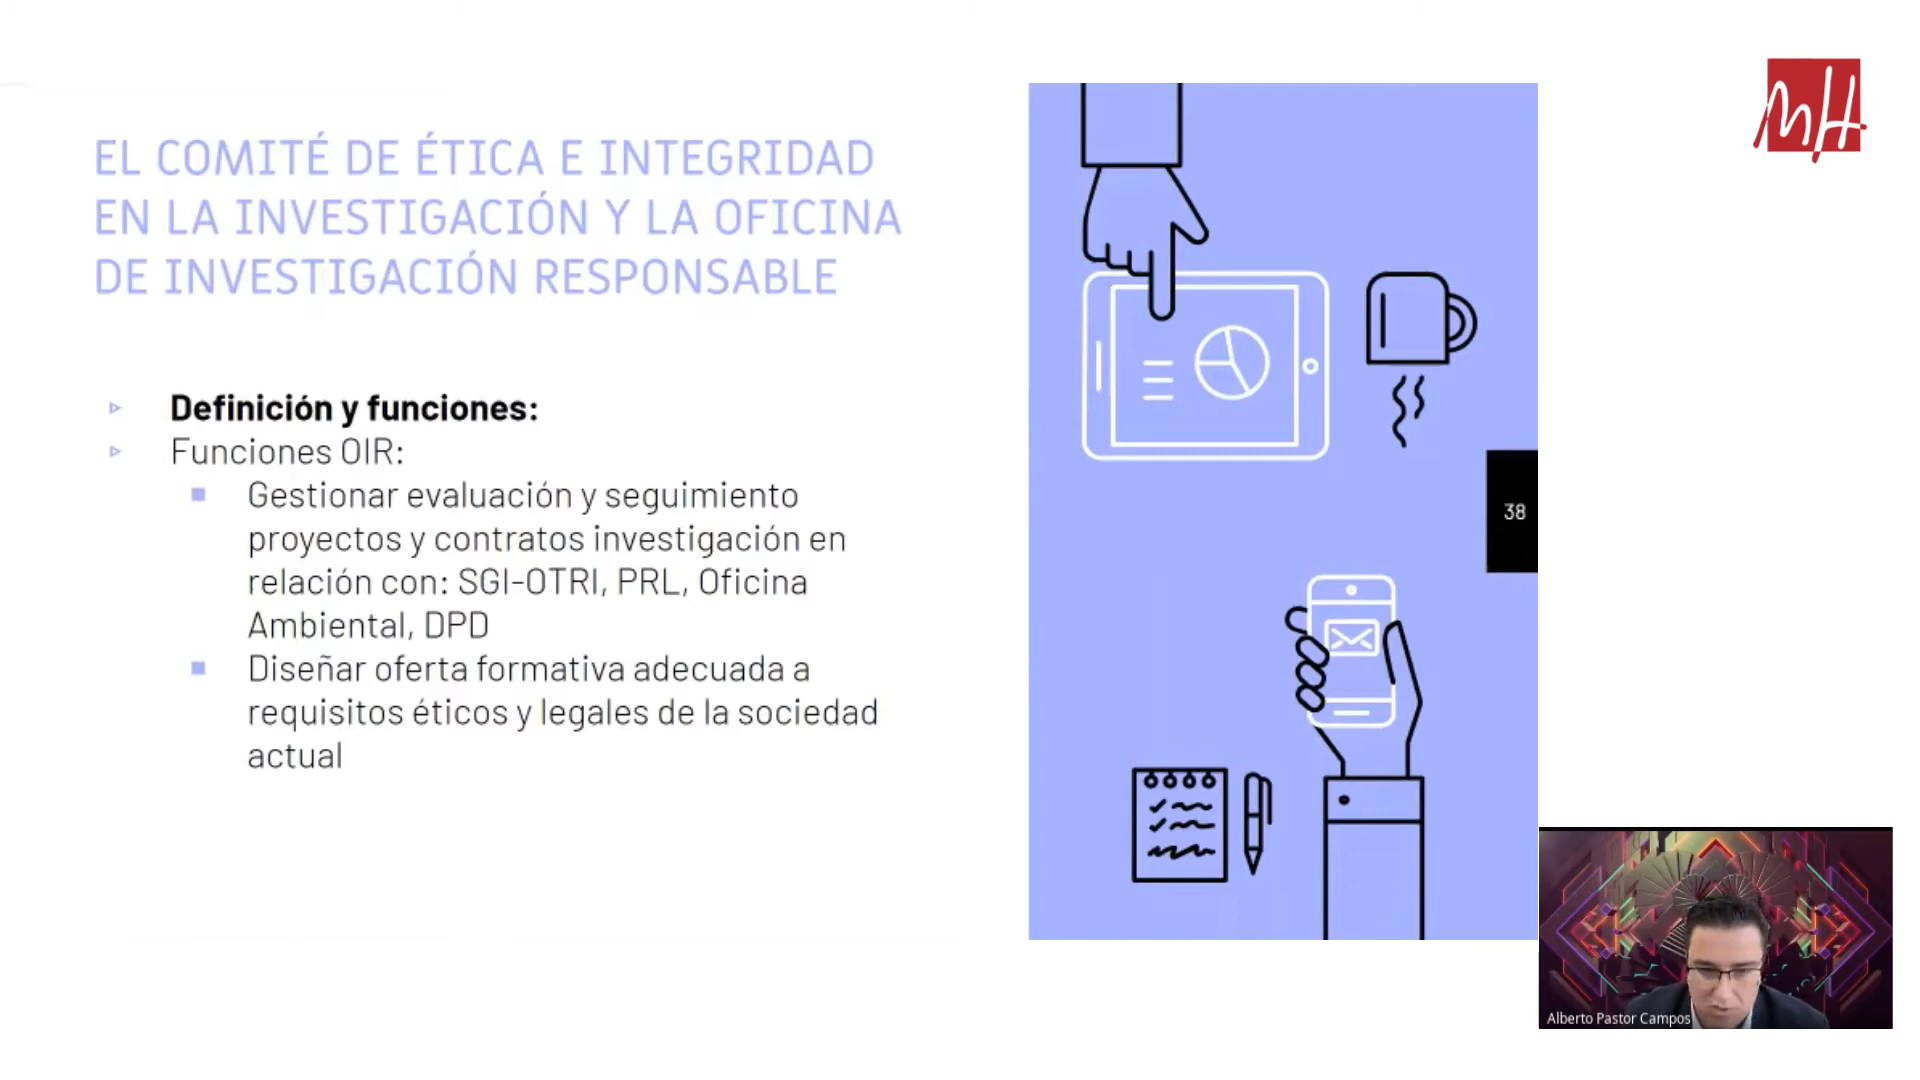 EL COMITÉ DE ÉTICA E INTEGRIDAD
EN LA INVESTIGACIÓN Y LA OFICINA
DE INVESTIGACIÓN RESPONSABLE
Definición y funciones:
Funciones OIR:
Gestionar evaluación y seguimiento
proyectos y contratos investigación en
relación con: SGI-OTRI, PRL, Oficina
Ambiental, DPD
Diseñar oferta formativa adecuada a
requisitos éticos y legales de la sociedad
actual
38
MH
Alberto Pastor Campos